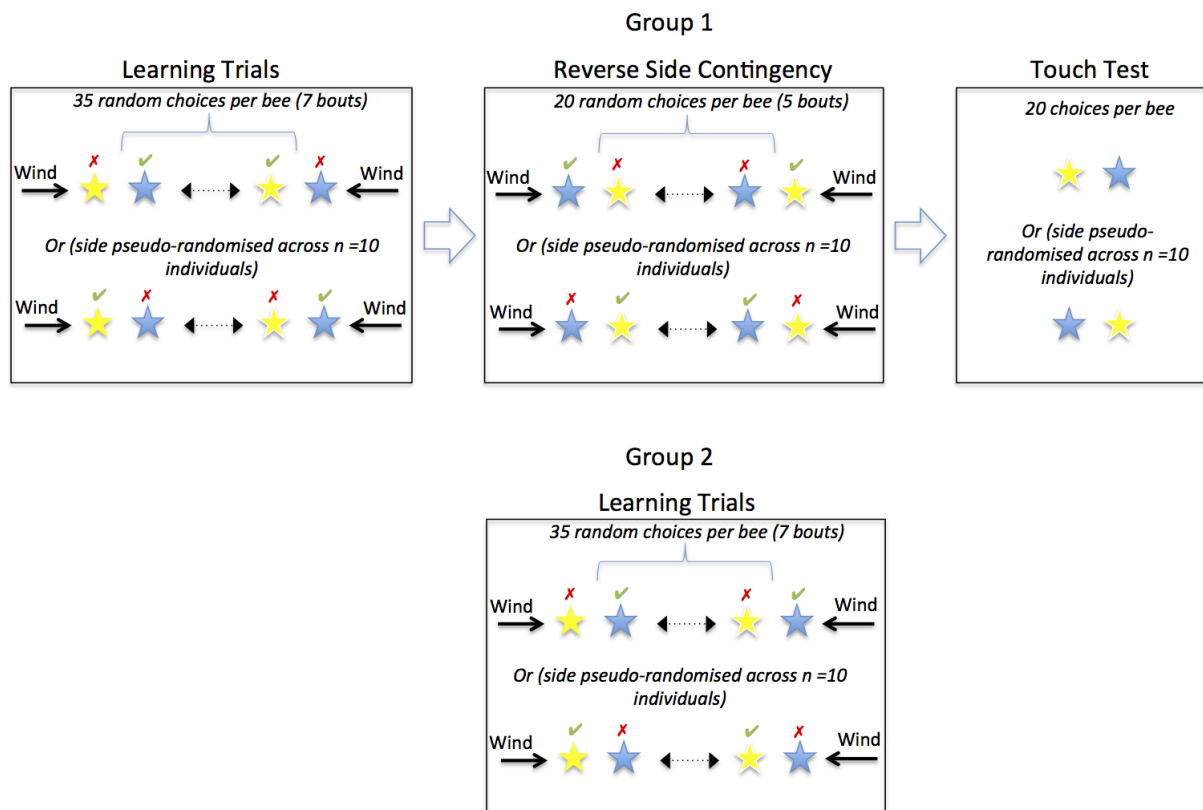 Group 1
Learning Trials
35 random choices per bee (7 bouts)
✗ ✓ ✓ ✗
Wind Wind
Or (side pseudo-randomised across n =10
individuals)
✓ ✗ ✗ ✓
Wind Wind
Reverse Side Contingency
20 random choices per bee (5 bouts)
✓ ✗ ✗ ✓
Wind Wind
Or (side pseudo-randomised across n =10
individuals)
✗ ✓ ✓ ✗
Wind Wind
Touch Test
20 choices per bee
Or (side pseudo-
randomised across n =10
individuals)
Group 2
Learning Trials
35 random choices per bee (7 bouts)
✗ ✓ ✗ ✓
Wind Wind
Or (side pseudo-randomised across n =10
individuals)
✓ ✗ ✓ ✗
Wind Wind